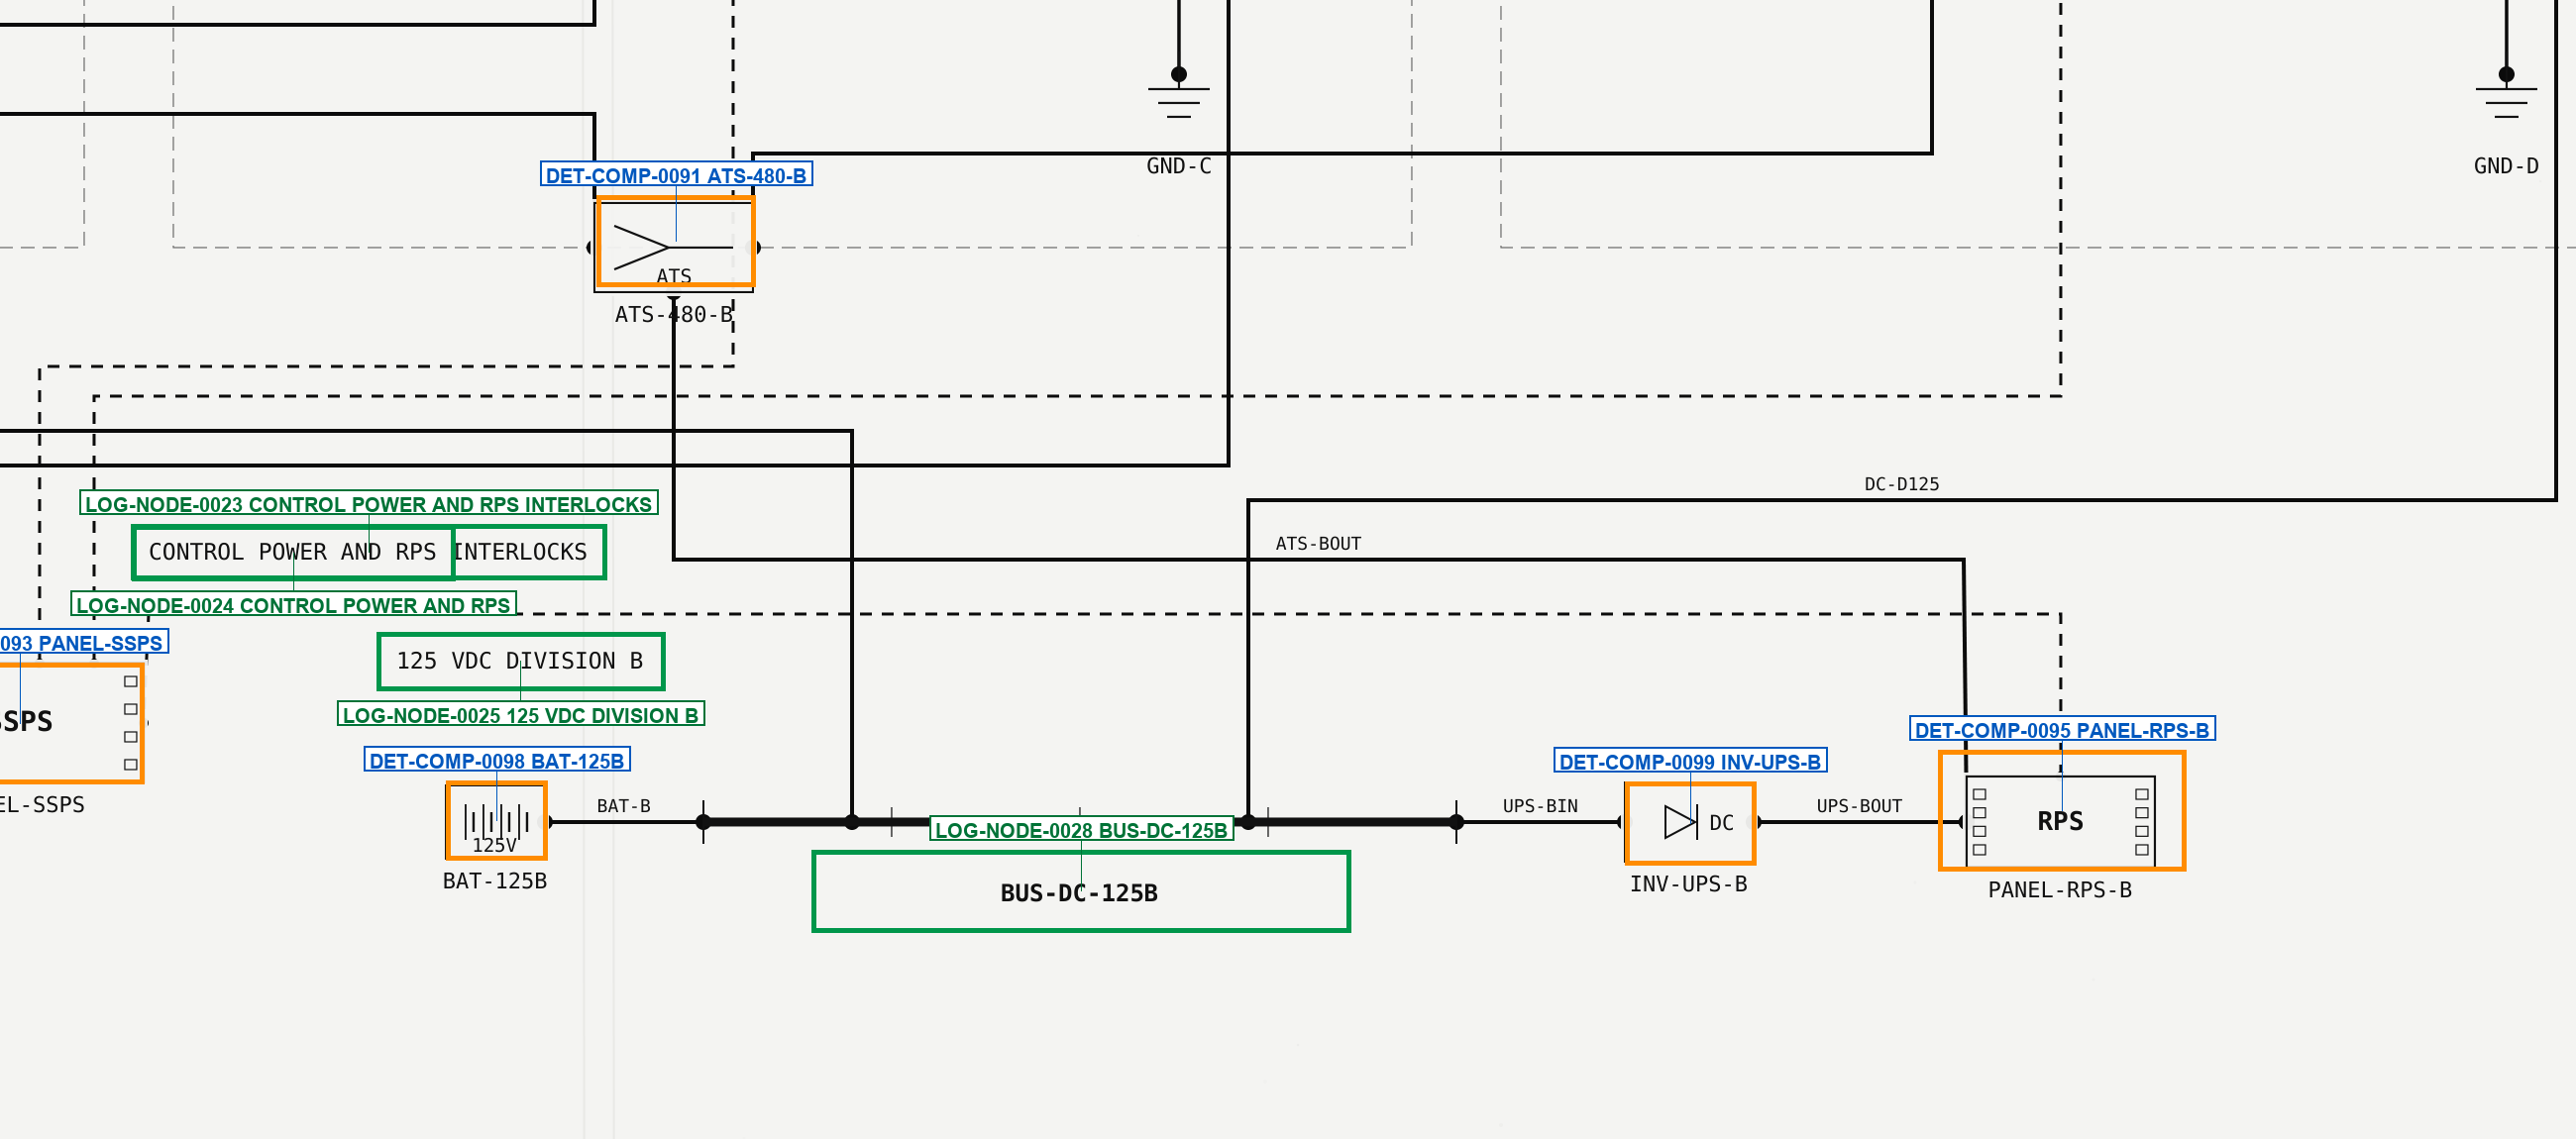 DET-COMP-0091 ATS-480-B
GND-C
GND-D
ATS
ATS-480-B
DC-D125
LOG-NODE-0023 CONTROL POWER AND RPS INTERLOCKS
ATS-BOUT
CONTROL POWER AND RPS INTERLOCKS
LOG-NODE-0024 CONTROL POWER AND RPS
093 PANEL-SSPS
125 VDC DIVISION B
LOG-NODE-0025 125 VDC DIVISION B
SSPS
DET-COMP-0095 PANEL-RPS-B
DET-COMP-0098 BAT-125B
DET-COMP-0099 INV-UPS-B
EL-SSPS
BAT-B
UPS-BIN
UPS-BOUT
125V
LOG-NODE-0028 BUS-DC-125B
DC
RPS
BAT-125B
BUS-DC-125B
INV-UPS-B
PANEL-RPS-B